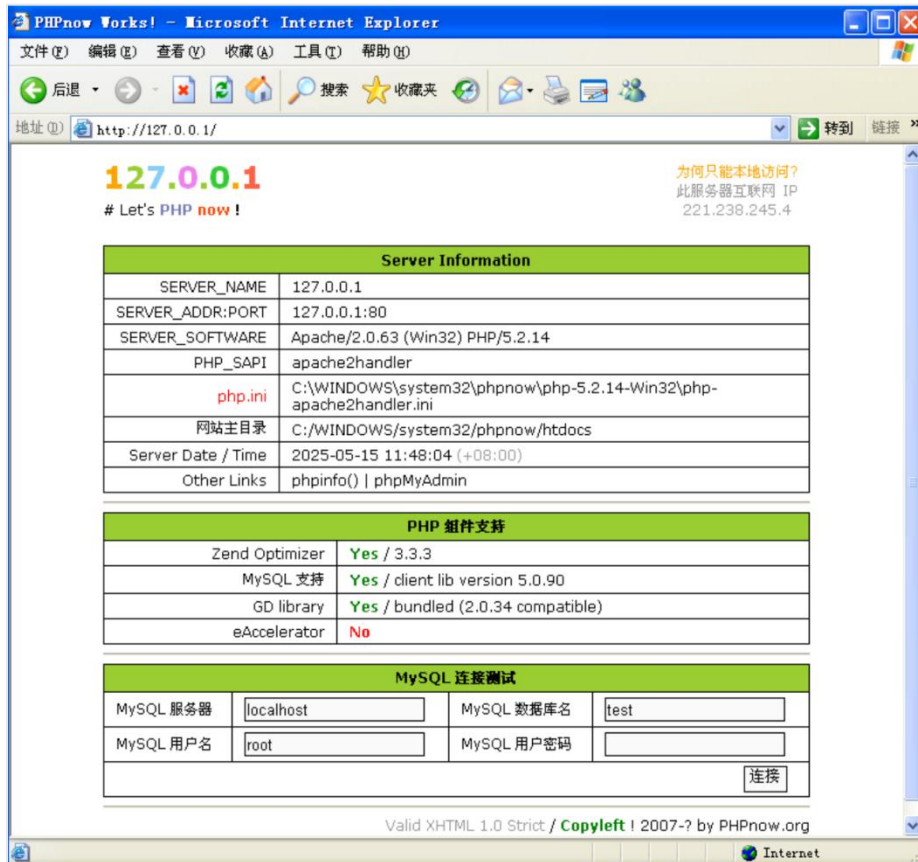 PHPnow Works! - Microsoft Internet Explorer
文件(F) 编辑(E) 查看(V) 收藏(A) 工具(T) 帮助(H)
后退 搜索 收藏夹
地址(D) http://127.0.0.1/ 转到 链接 »
127.0.0.1
# Let's PHP now !
为何只能本地访问?
此服务器互联网 IP
221.238.245.4
Server Information
SERVER_NAME 127.0.0.1
SERVER_ADDR:PORT 127.0.0.1:80
SERVER_SOFTWARE Apache/2.0.63 (Win32) PHP/5.2.14
PHP_SAPI apache2handler
php.ini C:\WINDOWS\system32\phpnow\php-5.2.14-Win32\php-
apache2handler.ini
网站主目录 C:/WINDOWS/system32/phpnow/htdocs
Server Date / Time 2025-05-15 11:48:04 (+08:00)
Other Links phpinfo() | phpMyAdmin
PHP 组件支持
Zend Optimizer Yes / 3.3.3
MySQL 支持 Yes / client lib version 5.0.90
GD library Yes / bundled (2.0.34 compatible)
eAccelerator No
MySQL 连接测试
MySQL 服务器 localhost MySQL 数据库名 test
MySQL 用户名 root MySQL 用户密码
连接
Valid XHTML 1.0 Strict / Copyleft ! 2007-? by PHPnow.org
Internet